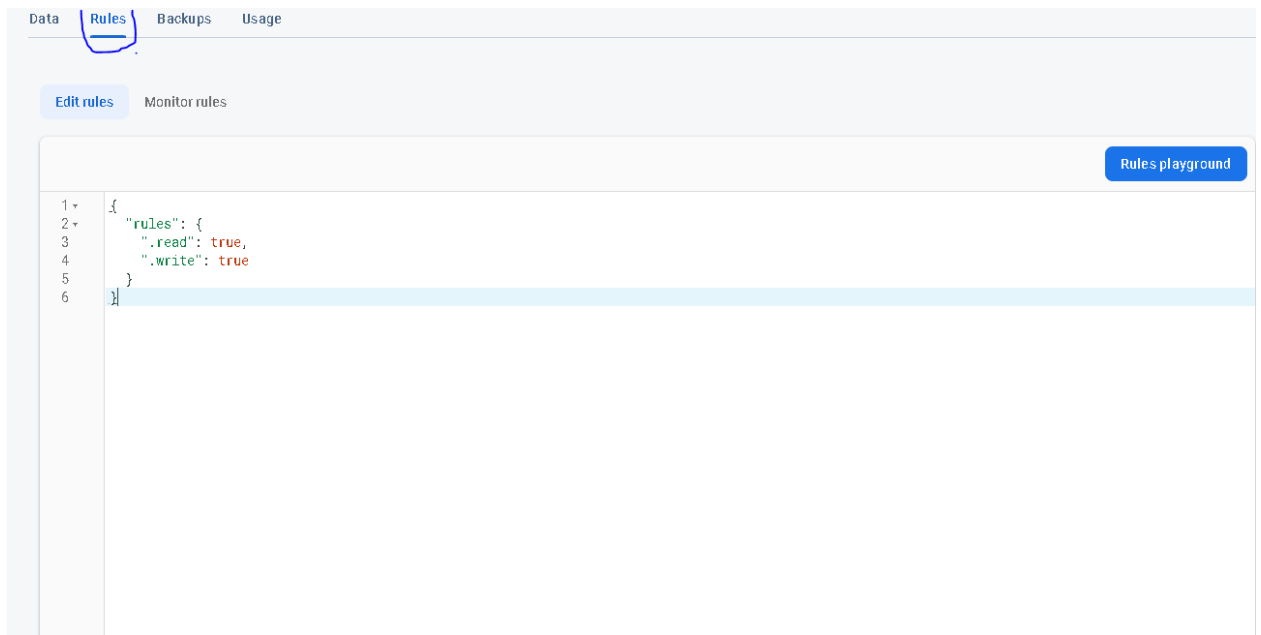 Data Rules Backups Usage
Edit rules Monitor rules
Rules playground
1 {
2 "rules": {
3 ".read": true,
4 ".write": true
5 }
6 }